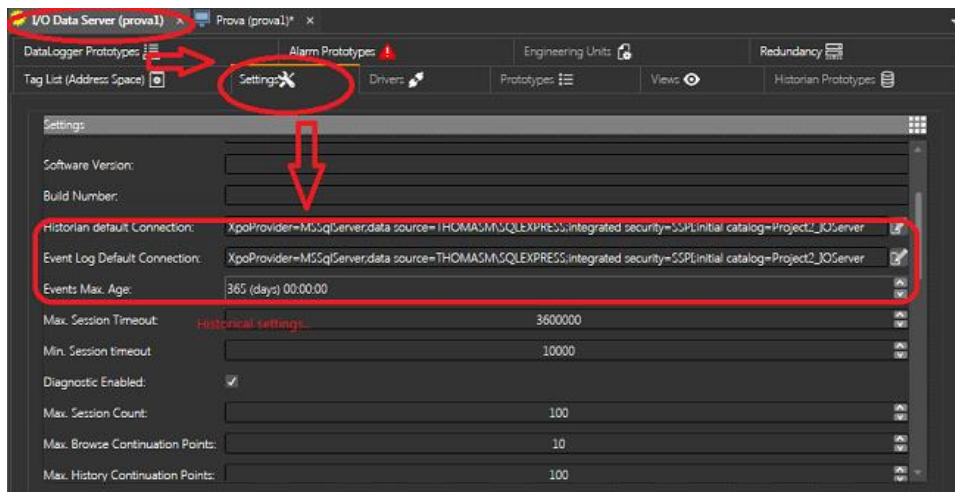 I/O Data Server (prova1) × Prova (prova1)* ×
DataLogger Prototypes Alarm Prototypes Engineering Units Redundancy
Tag List (Address Space) Settings Drivers Prototypes Views Historian Prototypes
Settings
Software Version:
Build Number:
Historian default Connection: XpoProvider=MSSqlServer;data source=THOMASM\SQLEXPRESS;integrated security=SSPI;initial catalog=Project2_IOServer
Event Log Default Connection: XpoProvider=MSSqlServer;data source=THOMASM\SQLEXPRESS;integrated security=SSPI;initial catalog=Project2_IOServer
Events Max. Age: 365 (days) 00:00:00
Max. Session Timeout: Historical settings.. 3600000
Min. Session timeout 10000
Diagnostic Enabled:
Max. Session Count: 100
Max. Browse Continuation Points: 10
Max. History Continuation Points: 100